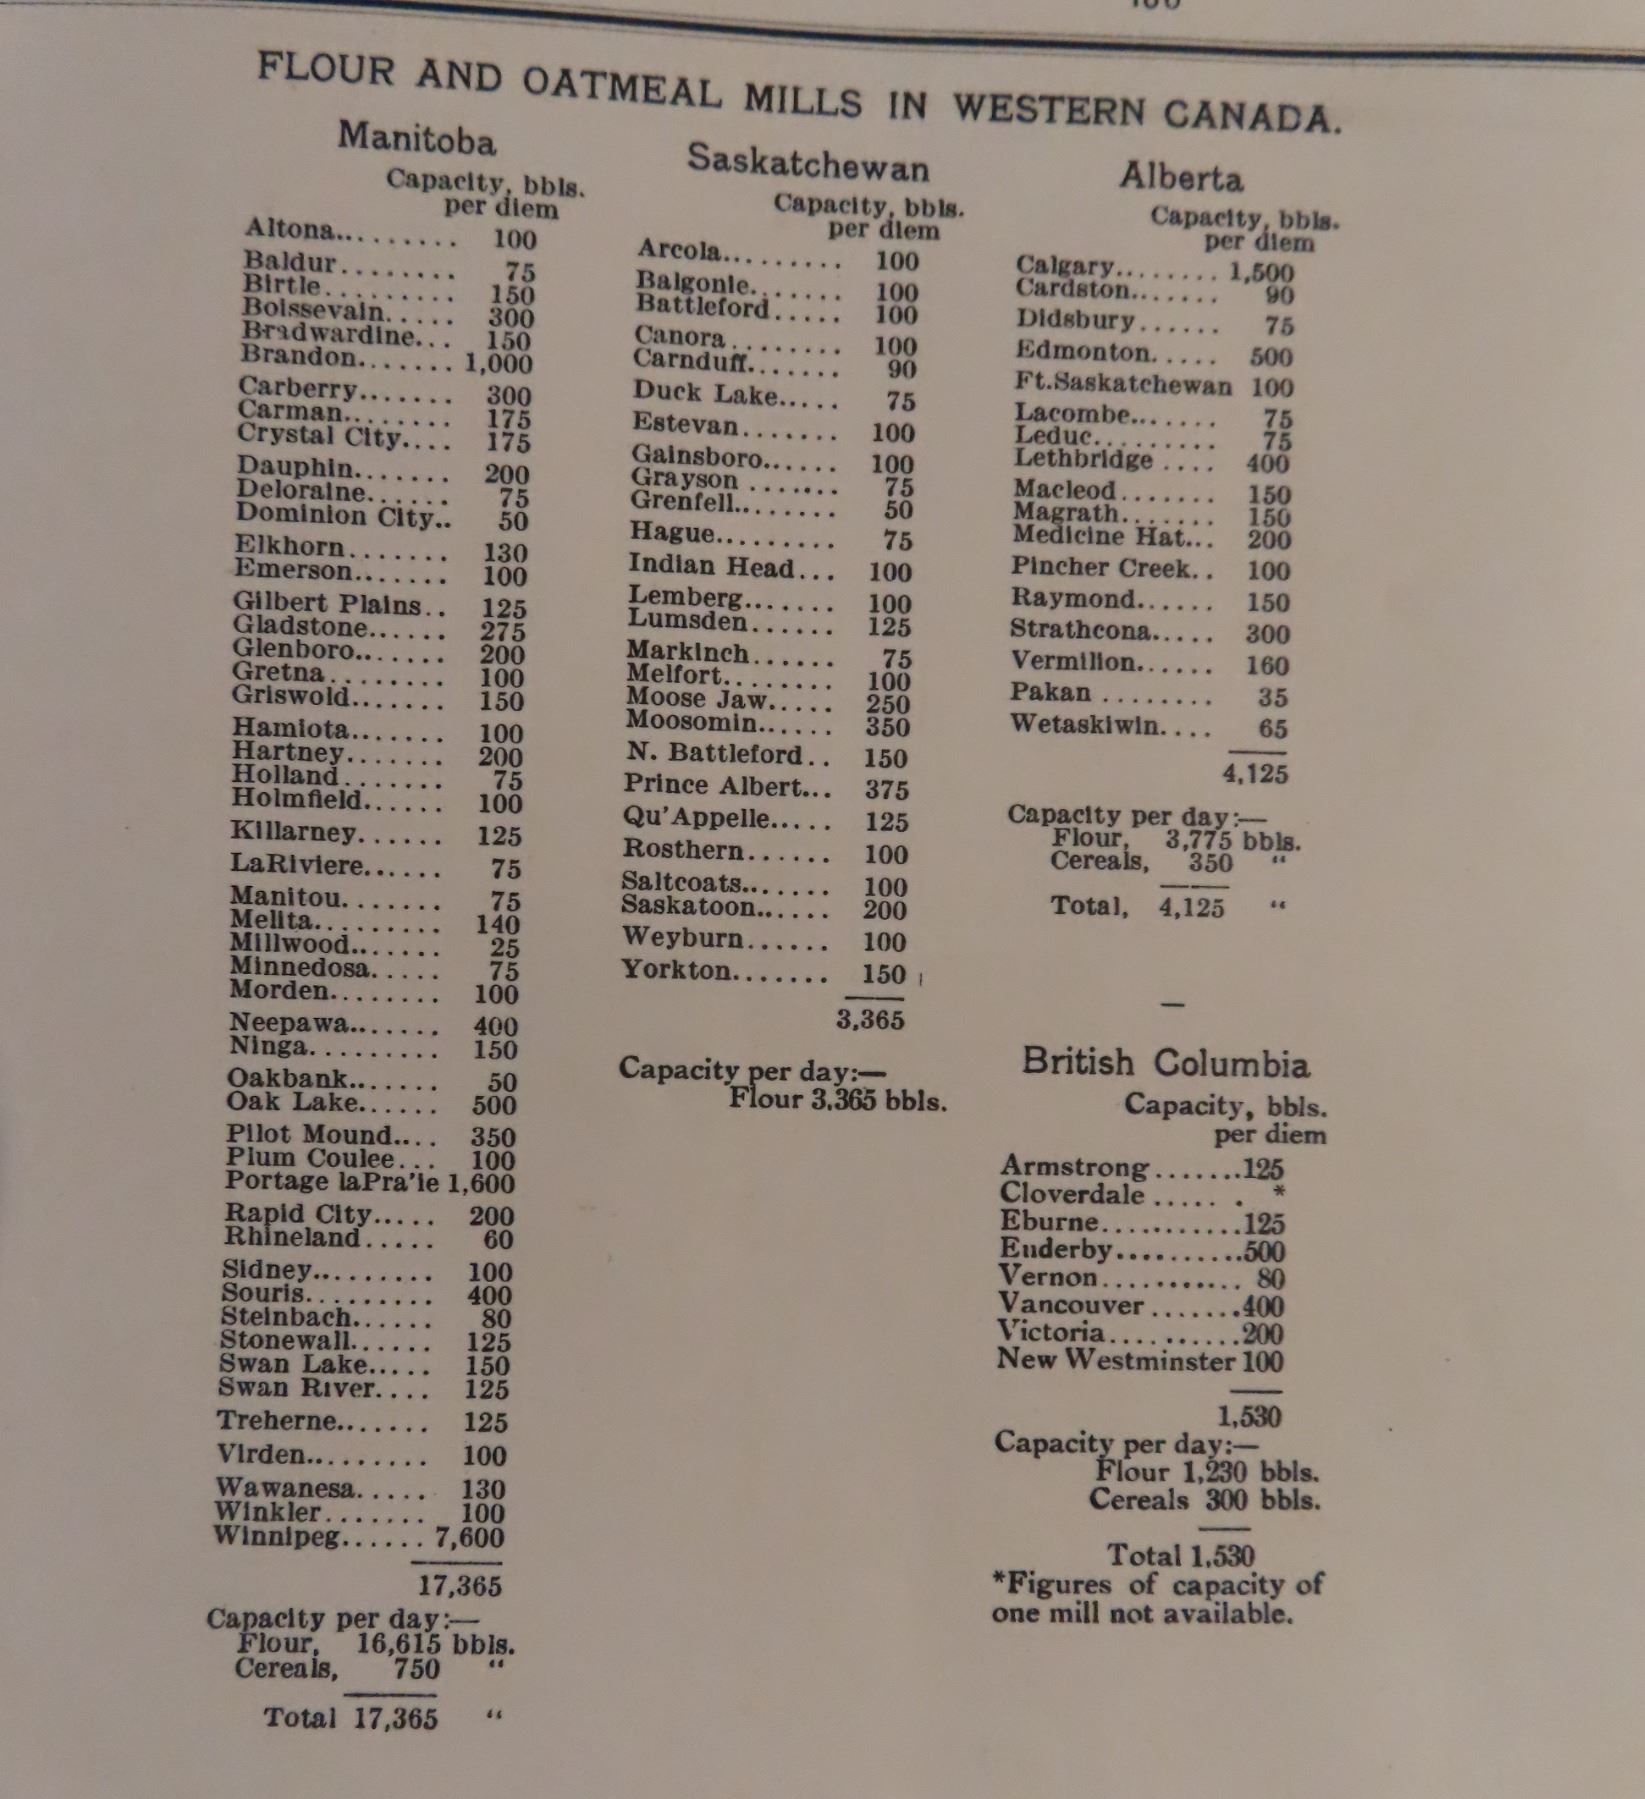 FLOUR AND OATMEAL MILLS IN WESTERN CANADA.
Manitoba
Capacity, bbls.
per diem
Altona.......... 100
Baldur........ 75
Birtle.......... 150
Boissevain..... 300
Bradwardine... 150
Brandon....... 1,000
Carberry....... 300
Carman........ 175
Crystal City.... 175
Dauphin....... 200
Deloraine...... 75
Dominion City.. 50
Elkhorn....... 130
Emerson....... 100
Gilbert Plains.. 125
Gladstone...... 275
Glenboro....... 200
Gretna........ 100
Griswold....... 150
Hamiota....... 100
Hartney....... 200
Holland....... 75
Holmfield...... 100
Killarney...... 125
LaRiviere...... 75
Manitou....... 75
Melita.......... 140
Millwood....... 25
Minnedosa..... 75
Morden........ 100
Neepawa....... 400
Ninga......... 150
Oakbank....... 50
Oak Lake...... 500
Pilot Mound.... 350
Plum Coulee... 100
Portage laPra'ie 1,600
Rapid City..... 200
Rhineland..... 60
Sidney......... 100
Souris.......... 400
Steinbach...... 80
Stonewall...... 125
Swan Lake..... 150
Swan River.... 125
Treherne....... 125
Virden......... 100
Wawanesa..... 130
Winkler....... 100
Winnipeg...... 7,600
17,365
Capacity per day:—
Flour, 16,615 bbls.
Cereals, 750 "
Total 17,365 "
Saskatchewan
Capacity, bbls.
per diem
Arcola.......... 100
Balgonie....... 100
Battleford..... 100
Canora........ 100
Carnduff....... 90
Duck Lake..... 75
Estevan....... 100
Gainsboro...... 100
Grayson ....... 75
Grenfell........ 50
Hague......... 75
Indian Head... 100
Lemberg....... 100
Lumsden...... 125
Markinch...... 75
Melfort........ 100
Moose Jaw..... 250
Moosomin...... 350
N. Battleford.. 150
Prince Albert... 375
Qu'Appelle..... 125
Rosthern...... 100
Saltcoats....... 100
Saskatoon...... 200
Weyburn...... 100
Yorkton....... 150
3,365
Capacity per day:—
Flour 3.365 bbls.
Alberta
Capacity, bbls.
per diem
Calgary........ 1,500
Cardston....... 90
Didsbury...... 75
Edmonton..... 500
Ft.Saskatchewan 100
Lacombe....... 75
Leduc......... 75
Lethbridge .... 400
Macleod....... 150
Magrath....... 150
Medicine Hat... 200
Pincher Creek.. 100
Raymond...... 150
Strathcona..... 300
Vermilion...... 160
Pakan ........ 35
Wetaskiwin.... 65
4,125
Capacity per day:—
Flour, 3,775 bbls.
Cereals, 350 "
Total, 4,125 "
British Columbia
Capacity, bbls.
per diem
Armstrong.......125
Cloverdale ...... . *
Eburne...........125
Enderby..........500
Vernon............ 80
Vancouver.......400
Victoria..........200
New Westminster 100
1,530
Capacity per day:—
Flour 1,230 bbls.
Cereals 300 bbls.
Total 1,530
*Figures of capacity of
one mill not available.